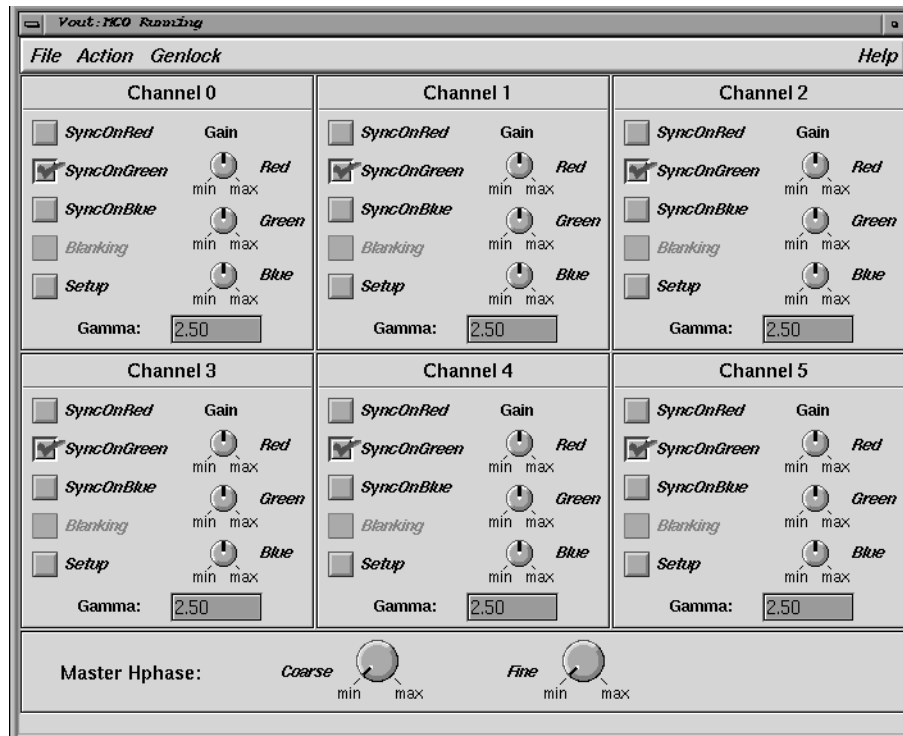 Vout:MCO Running
File Action Genlock Help
Channel 0
SyncOnRed Gain
SyncOnGreen Red
min max
SyncOnBlue Green
min max
Blanking
Setup Blue
min max
Gamma: 2.50
Channel 1
SyncOnRed Gain
SyncOnGreen Red
min max
SyncOnBlue Green
min max
Blanking
Setup Blue
min max
Gamma: 2.50
Channel 2
SyncOnRed Gain
SyncOnGreen Red
min max
SyncOnBlue Green
min max
Blanking
Setup Blue
min max
Gamma: 2.50
Channel 3
SyncOnRed Gain
SyncOnGreen Red
min max
SyncOnBlue Green
min max
Blanking
Setup Blue
min max
Gamma: 2.50
Channel 4
SyncOnRed Gain
SyncOnGreen Red
min max
SyncOnBlue Green
min max
Blanking
Setup Blue
min max
Gamma: 2.50
Channel 5
SyncOnRed Gain
SyncOnGreen Red
min max
SyncOnBlue Green
min max
Blanking
Setup Blue
min max
Gamma: 2.50
Master Hphase: Coarse Fine
min max min max